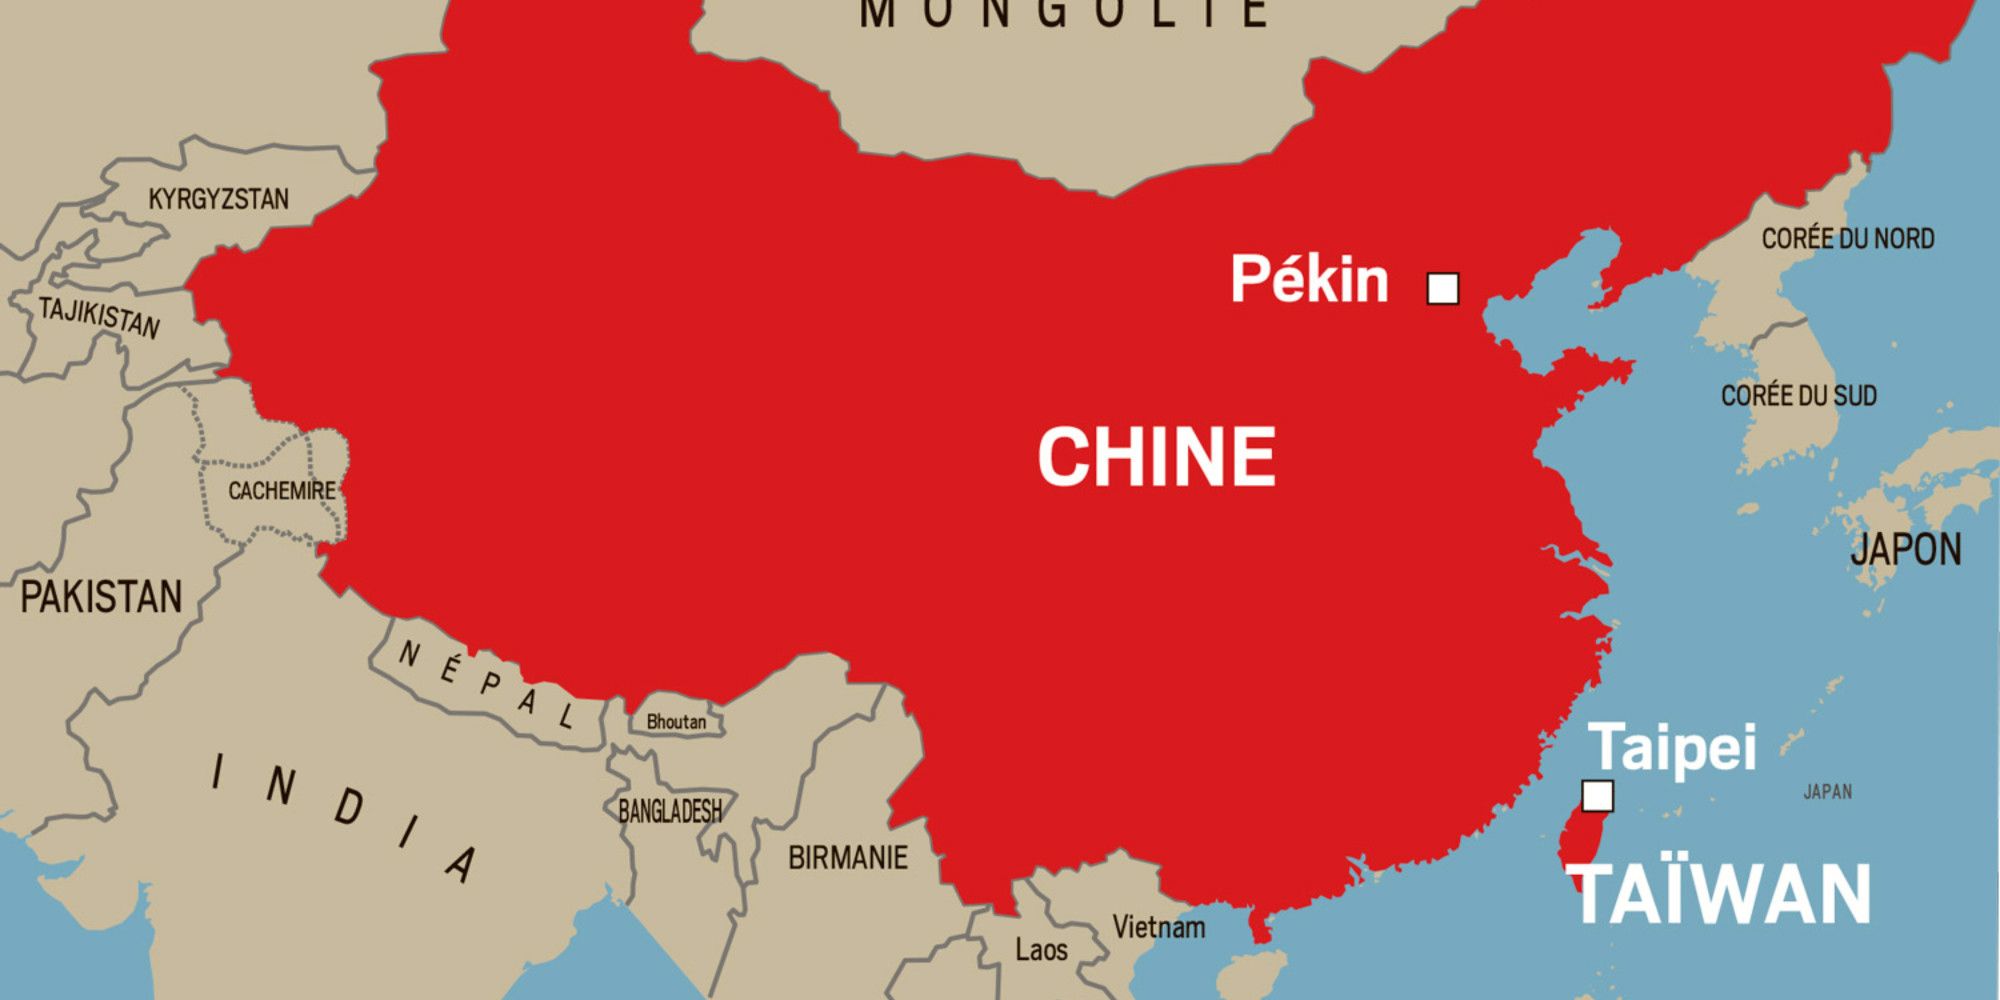 MONGOLIE
KYRGYZSTAN
TAJIKISTAN
CORÉE DU NORD
Pékin
CORÉE DU SUD
CHINE
CACHEMIRE
JAPON
PAKISTAN
NÉPAL
Bhoutan
Taipei
INDIA
JAPAN
BANGLADESH
BIRMANIE
TAÏWAN
Vietnam
Laos